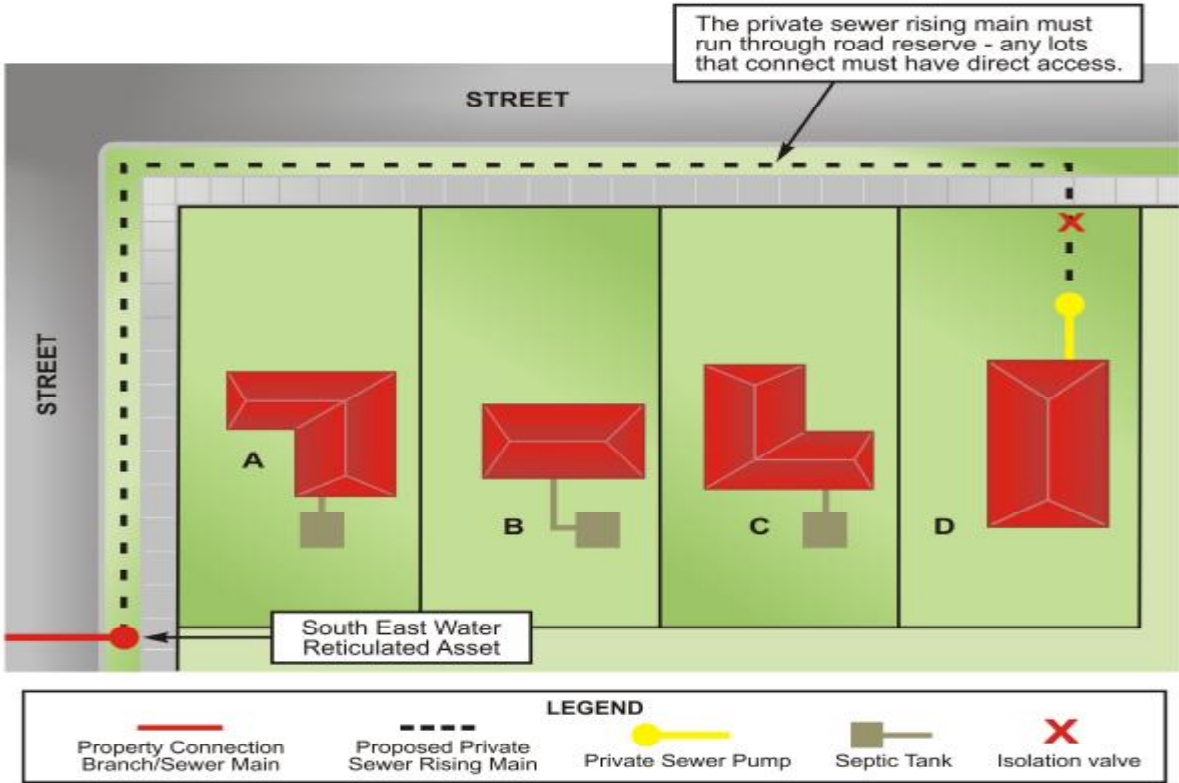 The private sewer rising main must
run through road reserve - any lots
that connect must have direct access.
STREET
STREET
A
B
C
D
South East Water
Reticulated Asset
LEGEND
Property Connection
Branch/Sewer Main
Proposed Private
Sewer Rising Main
Private Sewer Pump
Septic Tank
X
Isolation valve